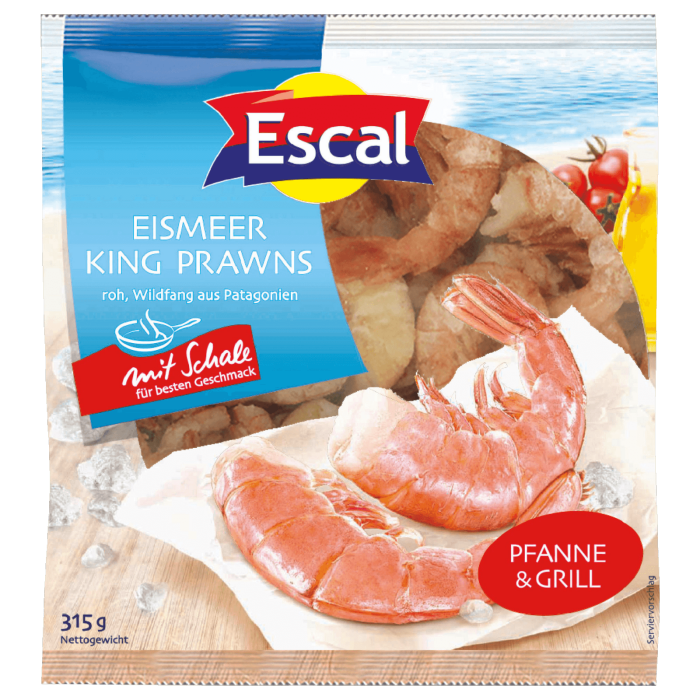 Escal
EISMEER
KING PRAWNS
roh, Wildfang aus Patagonien
mit Schale
für besten Geschmack
PFANNE
& GRILL
315 g
Nettogewicht
Serviervorschlag